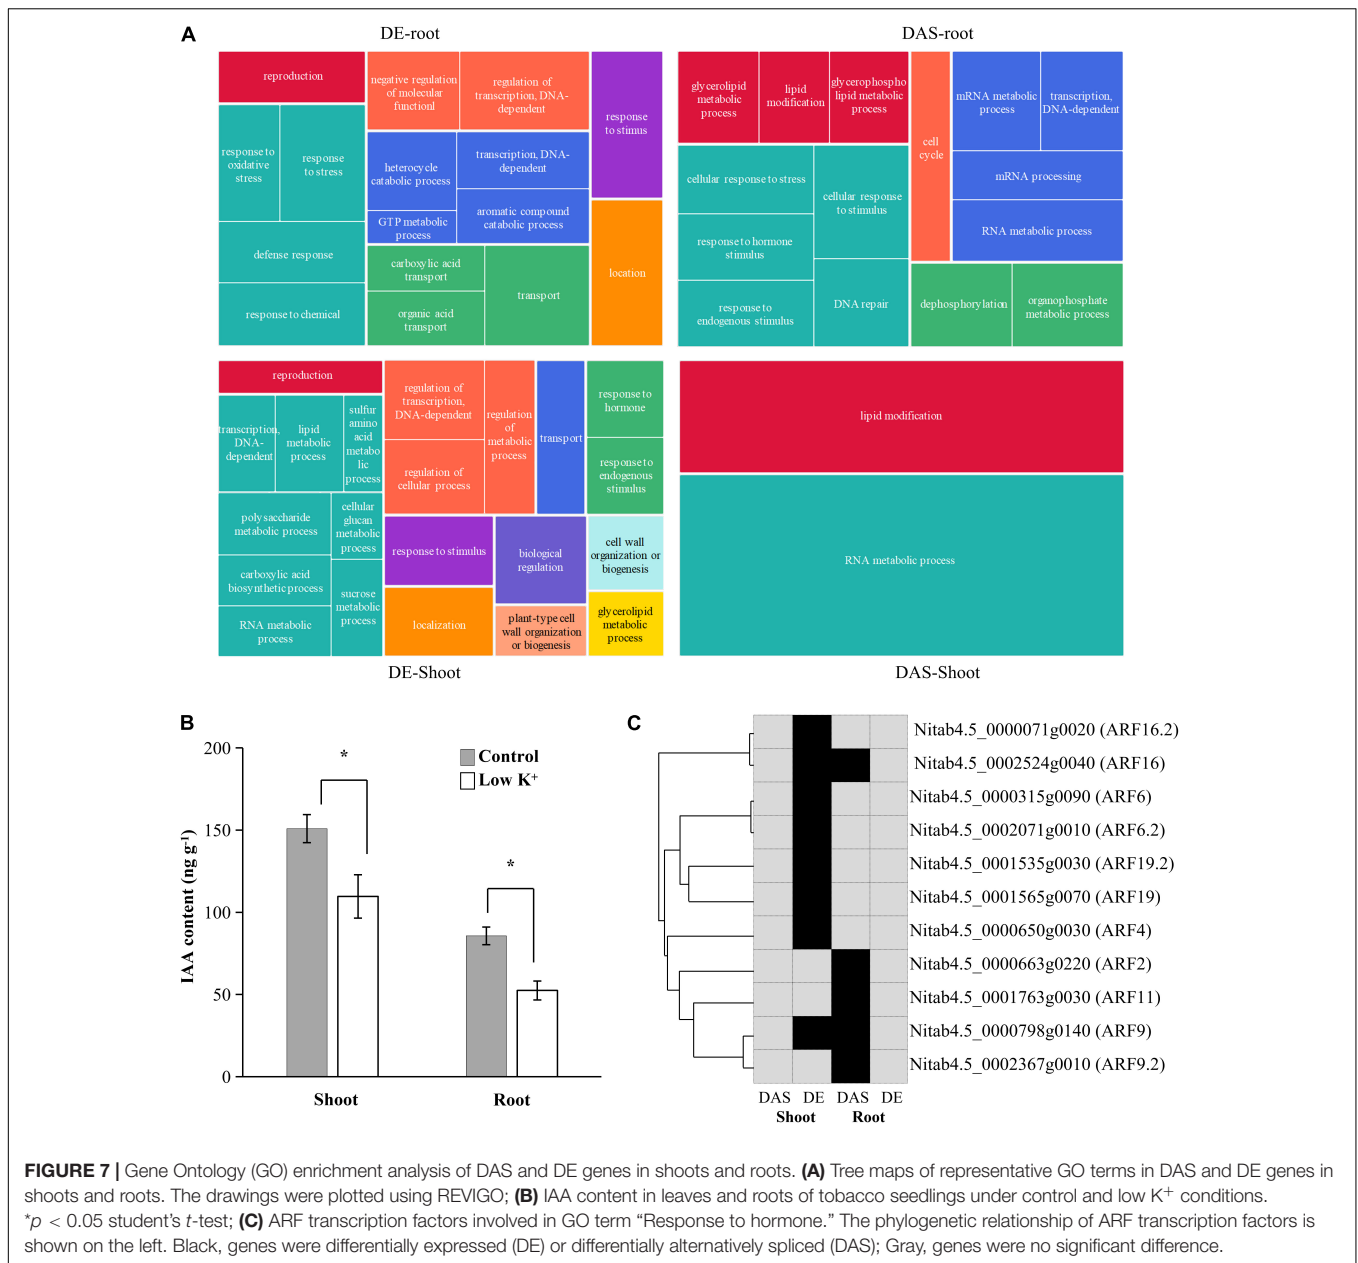 A
DE-root
DAS-root
reproduction
response to
oxidative
stress
response
to stress
defense response
response to chemical
negative regulation
of molecular
functionl
regulation of
transcription, DNA-
dependent
heterocycle
catabolic process
transcription, DNA-
dependent
GTP metabolic
process
aromatic compound
catabolic process
carboxylic acid
transport
organic acid
transport
transport
response
to stimus
location
glycerolipid
metabolic
process
lipid
modification
glycerophospho
lipid metabolic
process
cellular response to stress
response to hormone
stimulus
response to
endogenous stimulus
cellular response
to stimulus
DNA repair
cell
cycle
mRNA metabolic
process
transcription,
DNA-dependent
mRNA processing
RNA metabolic process
dephosphorylation
organophosphate
metabolic process
reproduction
transcription,
DNA-
dependent
lipid
metabolic
process
sulfur
amino
acid
metabo
lic
process
polysaccharide
metabolic process
cellular
glucan
metabolic
process
carboxylic acid
biosynthetic process
RNA metabolic
process
sucrose
metabolic
process
regulation of
transcription,
DNA-dependent
regulation of
cellular process
regulation
of
metabolic
process
transport
response to
hormone
response to
endogenous
stimulus
response to stimulus
localization
biological
regulation
plant-type cell
wall organization
or biogenesis
cell wall
organization or
biogenesis
glycerolipid
metabolic
process
lipid modification
RNA metabolic process
DE-Shoot
DAS-Shoot
B
IAA content (ng g-1)
200
150
100
50
0
*
*
Control
Low K+
Shoot
Root
C
Nitab4.5_0000071g0020 (ARF16.2)
Nitab4.5_0002524g0040 (ARF16)
Nitab4.5_0000315g0090 (ARF6)
Nitab4.5_0002071g0010 (ARF6.2)
Nitab4.5_0001535g0030 (ARF19.2)
Nitab4.5_0001565g0070 (ARF19)
Nitab4.5_0000650g0030 (ARF4)
Nitab4.5_0000663g0220 (ARF2)
Nitab4.5_0001763g0030 (ARF11)
Nitab4.5_0000798g0140 (ARF9)
Nitab4.5_0002367g0010 (ARF9.2)
DAS DE DAS DE
Shoot Root
FIGURE 7 | Gene Ontology (GO) enrichment analysis of DAS and DE genes in shoots and roots. (A) Tree maps of representative GO terms in DAS and DE genes in
shoots and roots. The drawings were plotted using REVIGO; (B) IAA content in leaves and roots of tobacco seedlings under control and low K+ conditions.
*p < 0.05 student's t-test; (C) ARF transcription factors involved in GO term “Response to hormone.” The phylogenetic relationship of ARF transcription factors is
shown on the left. Black, genes were differentially expressed (DE) or differentially alternatively spliced (DAS); Gray, genes were no significant difference.